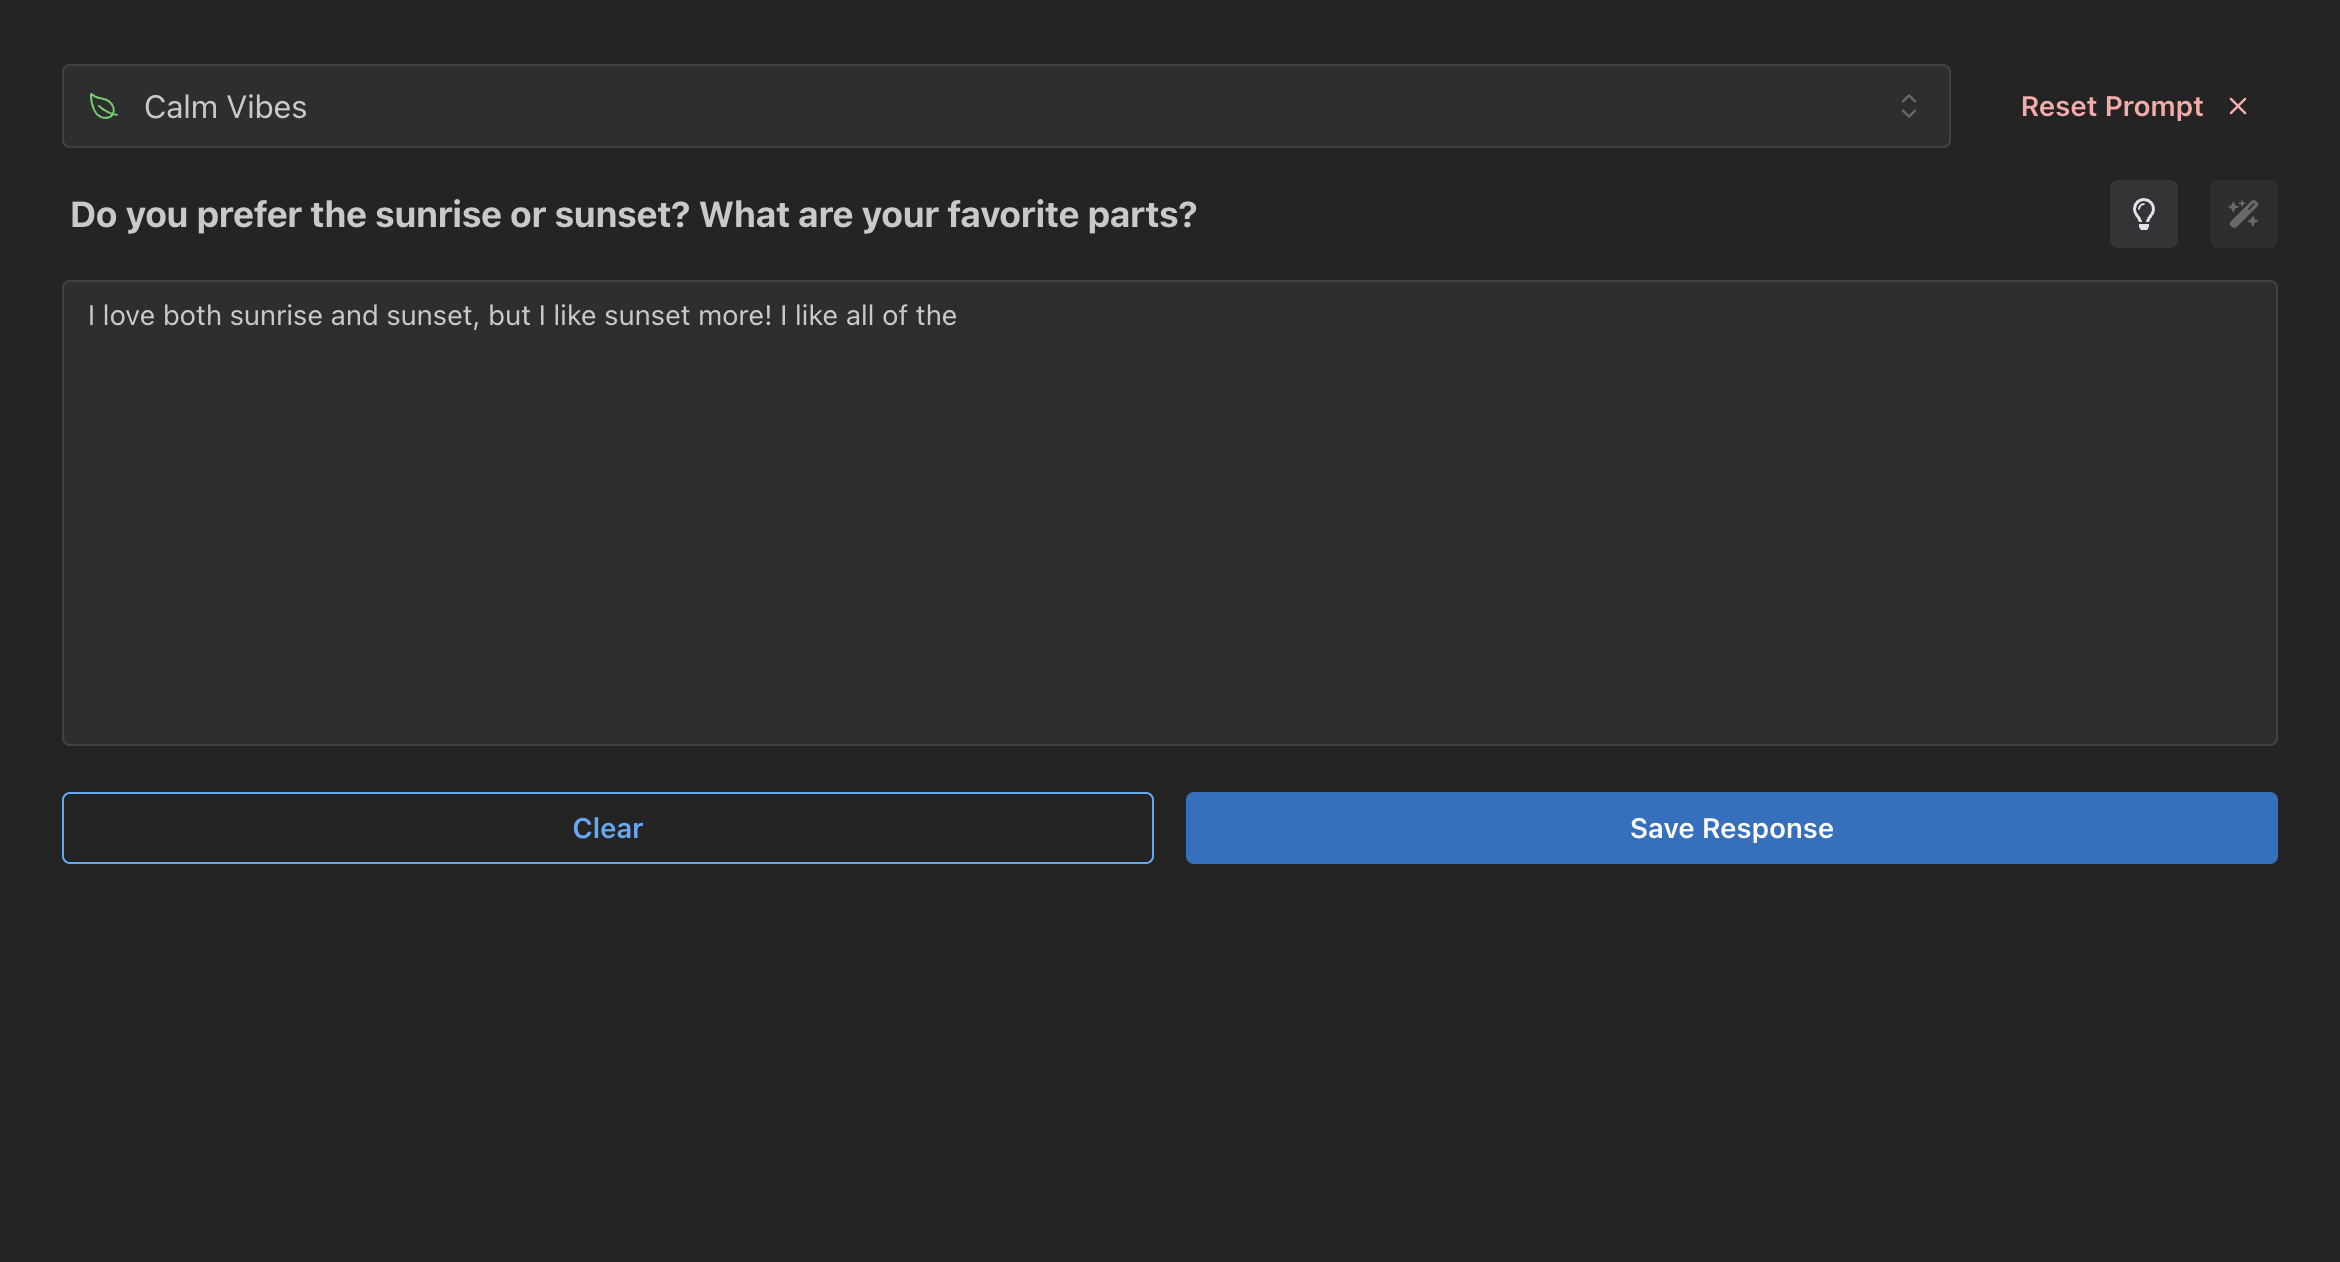 Calm Vibes
Reset Prompt
Do you prefer the sunrise or sunset? What are your favorite parts?
I love both sunrise and sunset, but I like sunset more! I like all of the
Clear
Save Response